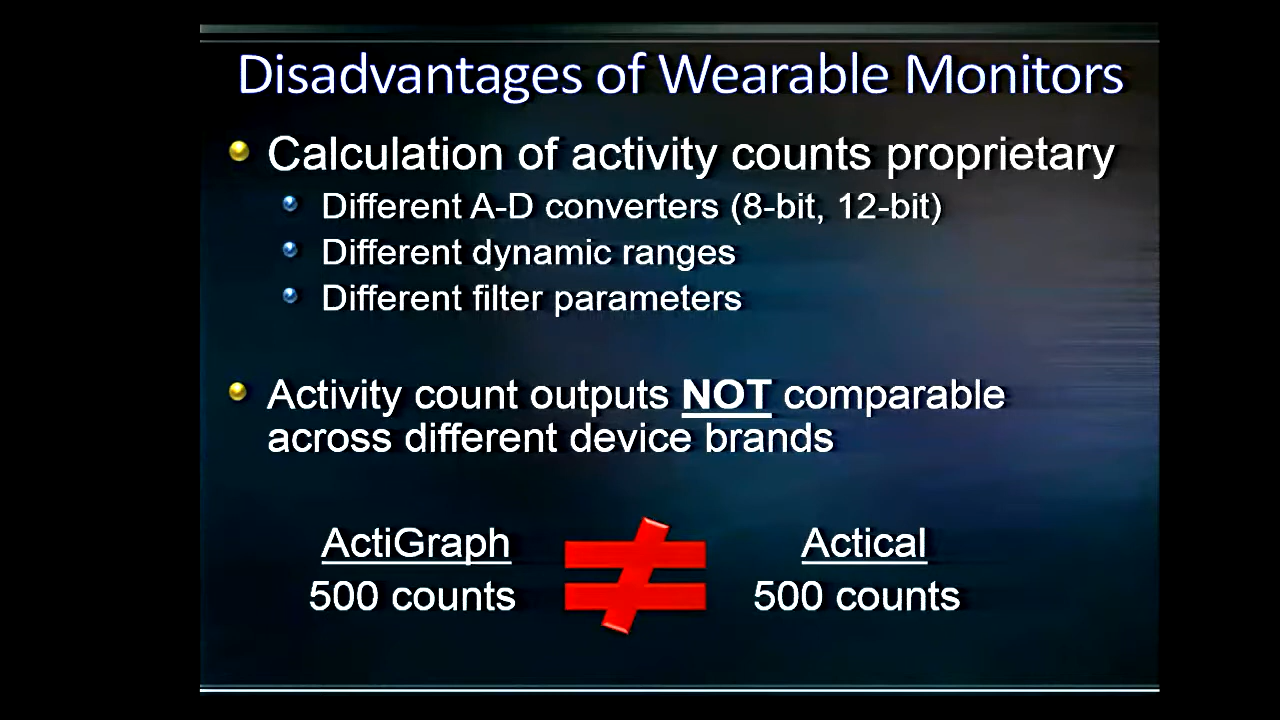 Disadvantages of Wearable Monitors
Calculation of activity counts proprietary
Different A-D converters (8-bit, 12-bit)
Different dynamic ranges
Different filter parameters
Activity count outputs NOT comparable
across different device brands
ActiGraph ≠ Actical
500 counts 500 counts